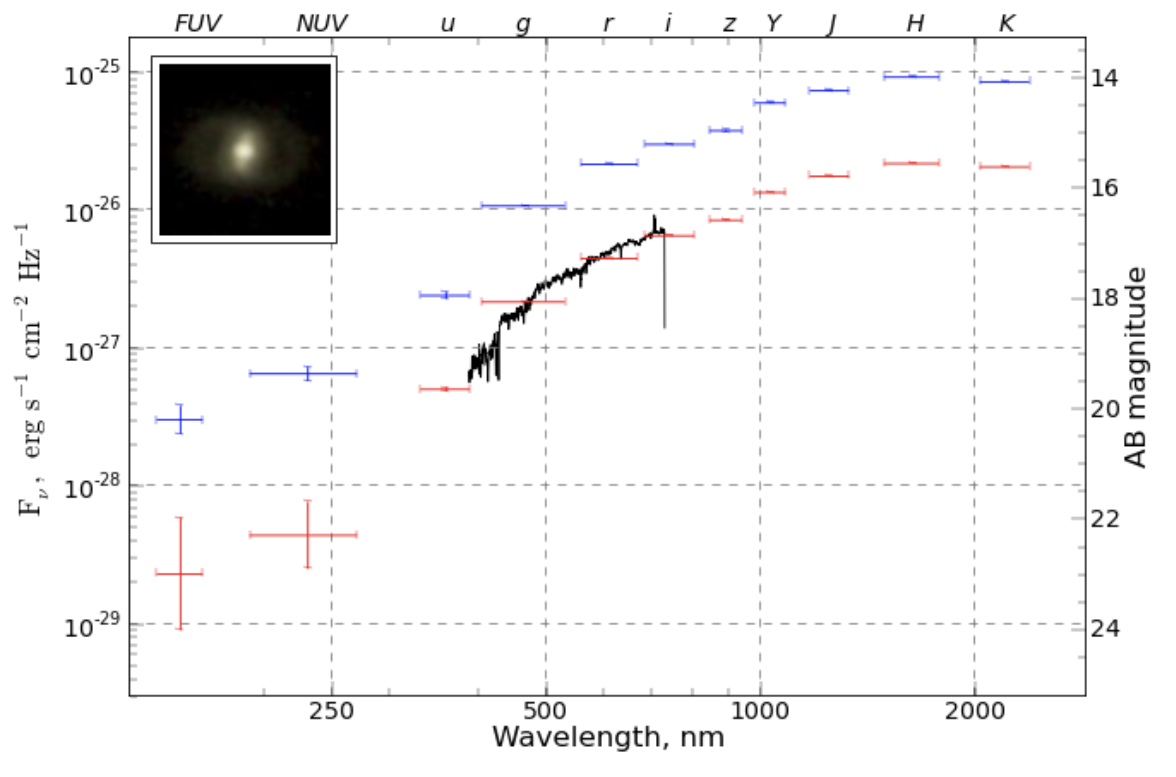 FUV NUV u g r i z Y J H K
10^-25
10^-26
10^-27
10^-28
10^-29
F_ν, erg s^-1 cm^-2 Hz^-1
14
16
18
20
22
24
AB magnitude
250 500 1000 2000
Wavelength, nm